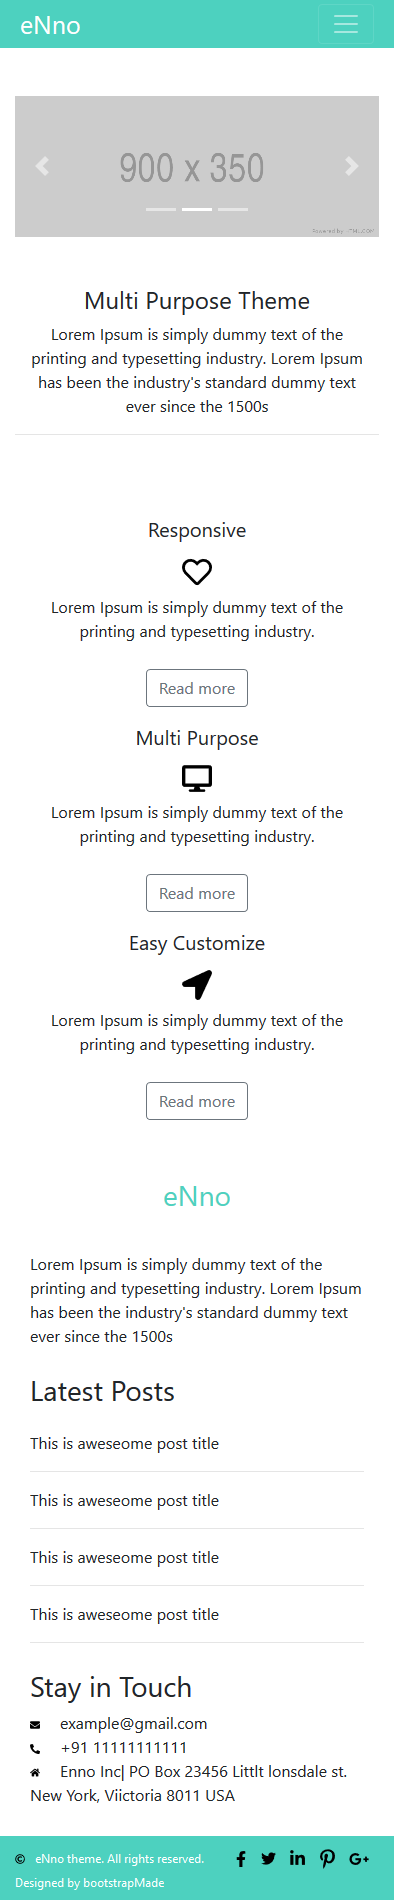 eNno
900 x 350
Multi Purpose Theme
Lorem Ipsum is simply dummy text of the
printing and typesetting industry. Lorem Ipsum
has been the industry's standard dummy text
ever since the 1500s
Responsive
Lorem Ipsum is simply dummy text of the
printing and typesetting industry.
Read more
Multi Purpose
Lorem Ipsum is simply dummy text of the
printing and typesetting industry.
Read more
Easy Customize
Lorem Ipsum is simply dummy text of the
printing and typesetting industry.
Read more
eNno
Lorem Ipsum is simply dummy text of the
printing and typesetting industry. Lorem Ipsum
has been the industry's standard dummy text
ever since the 1500s
Latest Posts
This is aweseome post title
This is aweseome post title
This is aweseome post title
This is aweseome post title
Stay in Touch
example@gmail.com
+91 11111111111
Enno Inc| PO Box 23456 Littlt lonsdale st.
New York, Viictoria 8011 USA
© eNno theme. All rights reserved.
Designed by bootstrapMade